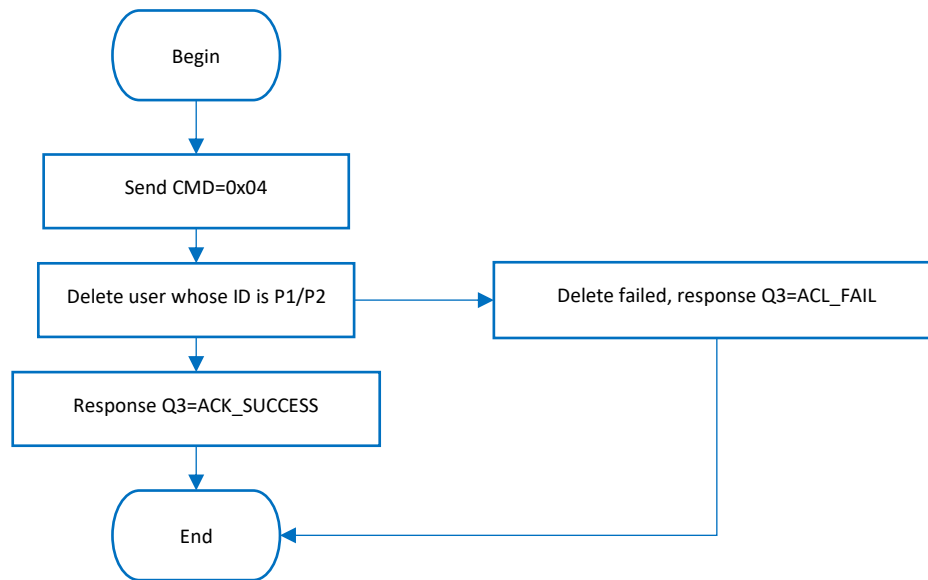 Begin
Send CMD=0x04
Delete user whose ID is P1/P2
Delete failed, response Q3=ACL_FAIL
Response Q3=ACK_SUCCESS
End